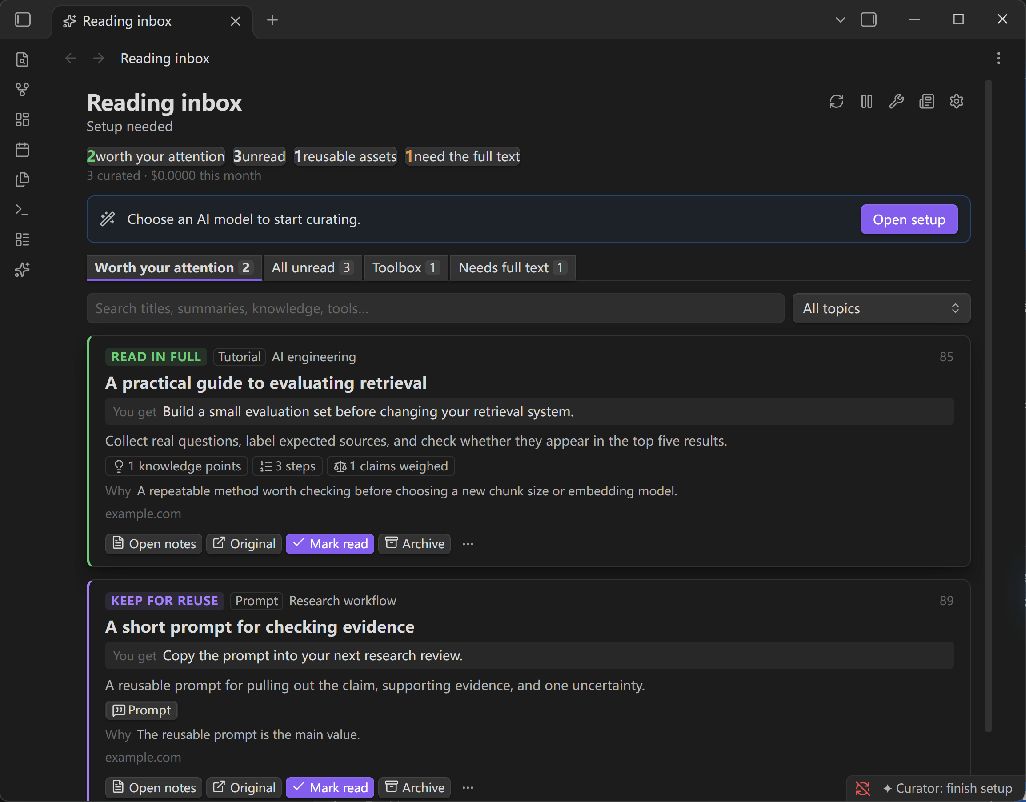 Reading inbox
Reading inbox
Reading inbox
Setup needed
2worth your attention 3unread 1reusable assets 1need the full text
3 curated · $0.0000 this month
Choose an AI model to start curating. Open setup
Worth your attention 2 All unread 3 Toolbox 1 Needs full text 1
Search titles, summaries, knowledge, tools... All topics
READ IN FULL Tutorial AI engineering 85
A practical guide to evaluating retrieval
You get Build a small evaluation set before changing your retrieval system.
Collect real questions, label expected sources, and check whether they appear in the top five results.
1 knowledge points 3 steps 1 claims weighed
Why A repeatable method worth checking before choosing a new chunk size or embedding model.
example.com
Open notes Original Mark read Archive
KEEP FOR REUSE Prompt Research workflow 89
A short prompt for checking evidence
You get Copy the prompt into your next research review.
A reusable prompt for pulling out the claim, supporting evidence, and one uncertainty.
Prompt
Why The reusable prompt is the main value.
example.com
Open notes Original Mark read Archive
Curator: finish setup